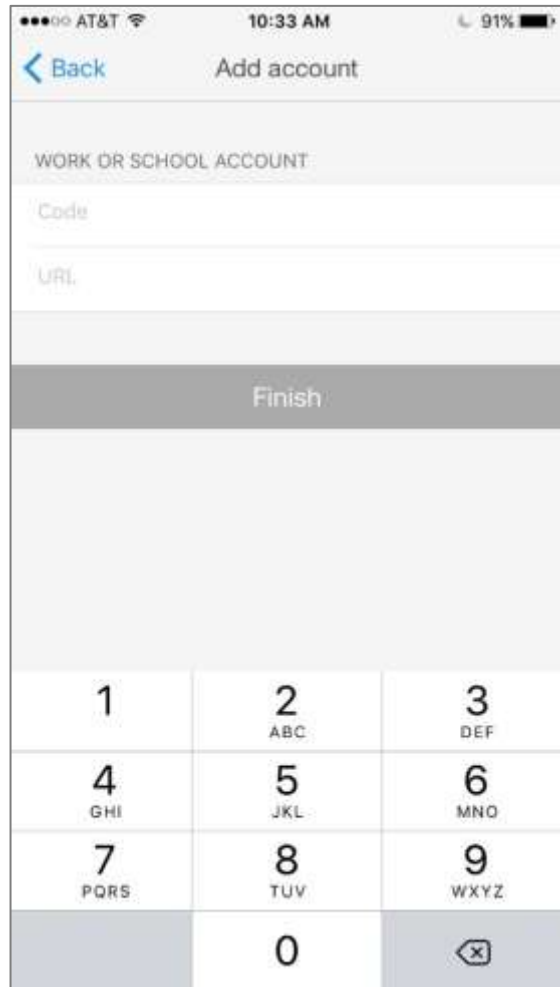 AT&T 10:33 AM 91%
Back Add account
WORK OR SCHOOL ACCOUNT
Code
URL
Finish
1 2 3
ABC DEF
4 5 6
GHI JKL MNO
7 8 9
PQRS TUV WXYZ
0